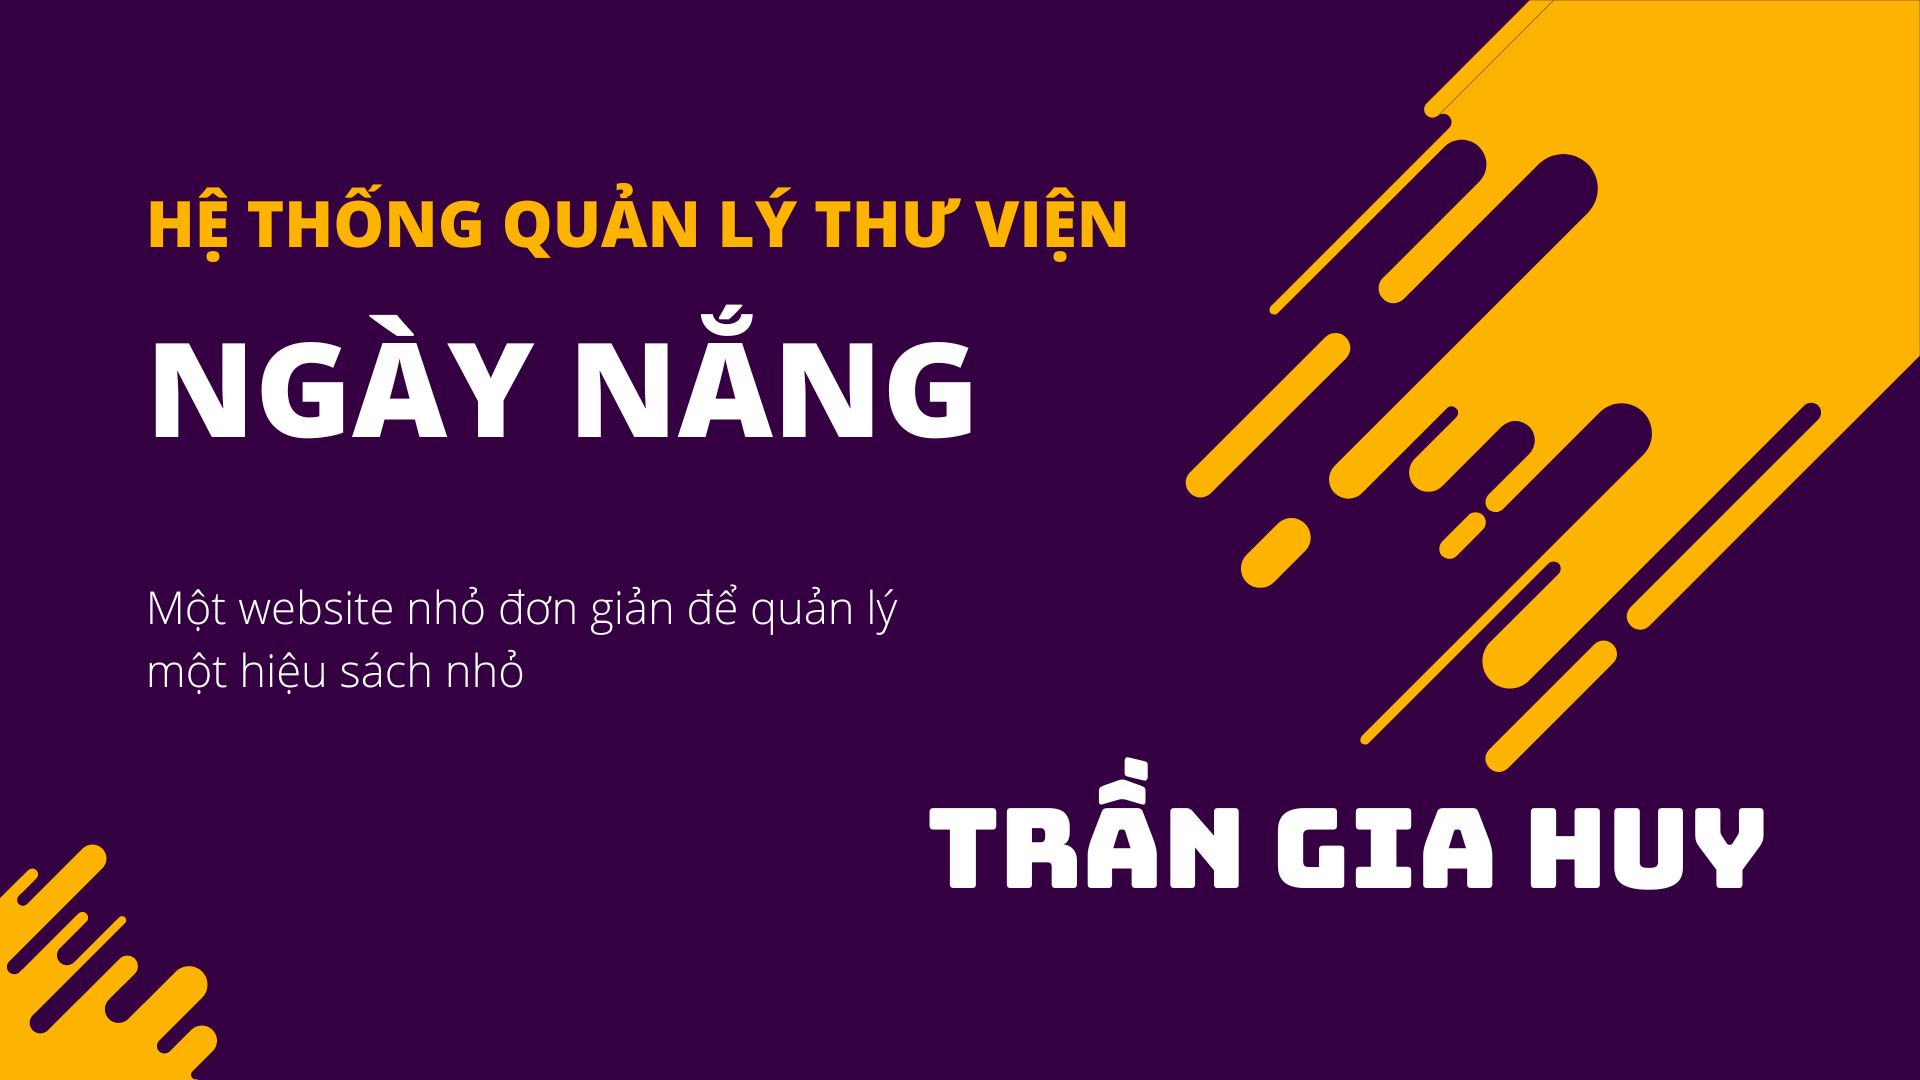 HỆ THỐNG QUẢN LÝ THƯ VIỆN
NGÀY NẮNG
Một website nhỏ đơn giản để quản lý
một hiệu sách nhỏ
TRẦN GIA HUY